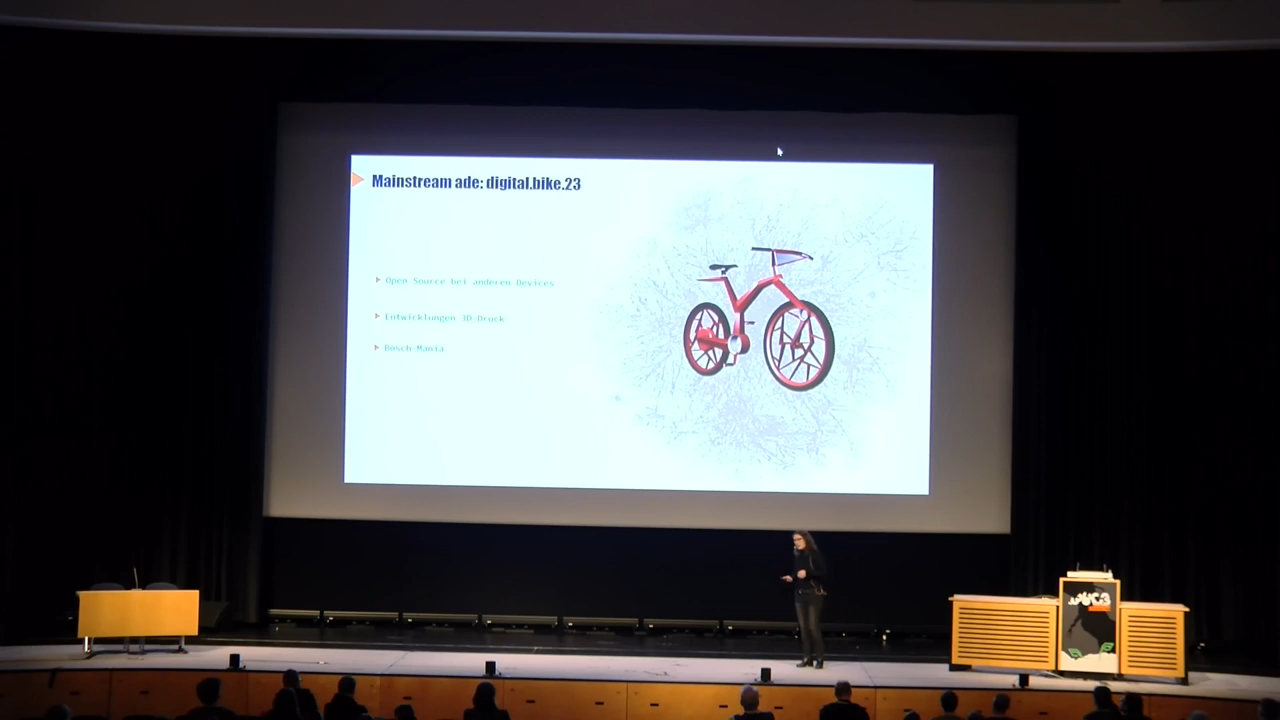 Mainstream ade: digital.bike.23
Open Source bei anderen Devices
Entwicklungen 3D-Druck
Bosch-Mania